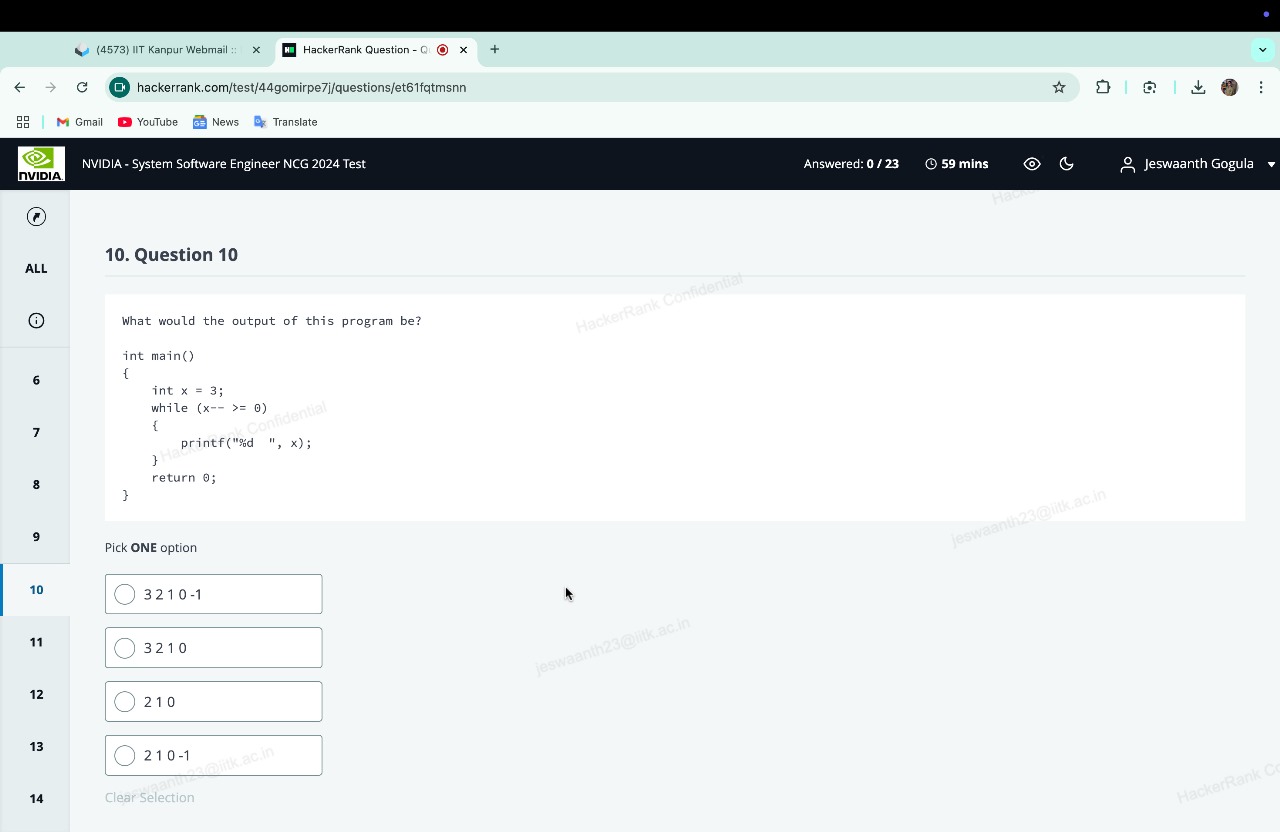 (4573) IIT Kanpur Webmail ::
HackerRank Question - Q
hackerrank.com/test/44gomirpe7j/questions/et61fqtmsnn
Gmail
YouTube
News
Translate
NVIDIA.
NVIDIA - System Software Engineer NCG 2024 Test
Answered: 0 / 23
59 mins
Jeswaanth Gogula
ALL
6
7
8
9
10
11
12
13
14
10. Question 10
What would the output of this program be?
int main()
{
int x = 3;
while (x-- >= 0)
{
printf("%d  ", x);
}
return 0;
}
Pick ONE option
3 2 1 0 -1
3 2 1 0
2 1 0
2 1 0 -1
Clear Selection
HackerRank Confidential
HackerRank Confidential
jeswaanth23@iitk.ac.in
jeswaanth23@iitk.ac.in
jeswaanth23@iitk.ac.in
HackerRank